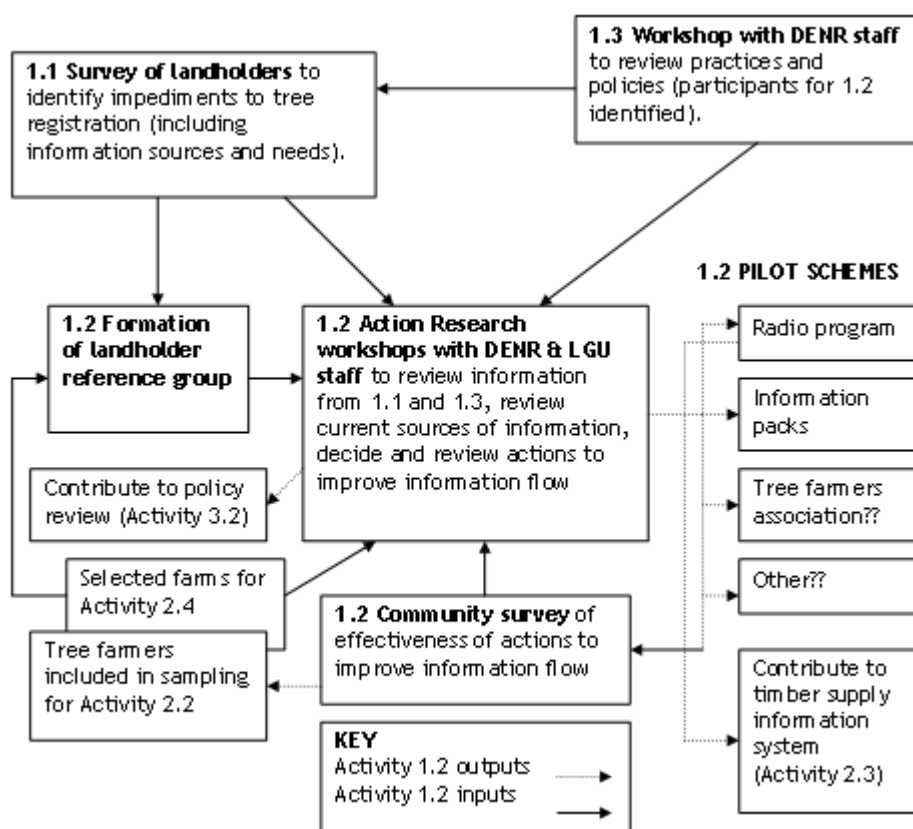 1.1 Survey of landholders to
identify impediments to tree
registration (including
information sources and needs).
1.3 Workshop with DENR staff
to review practices and
policies (participants for 1.2
identified).
1.2 PILOT SCHEMES
1.2 Formation
of landholder
reference group
1.2 Action Research
workshops with DENR & LGU
staff to review information
from 1.1 and 1.3, review
current sources of information,
decide and review actions to
improve information flow
Radio program
Information
packs
Tree farmers
association??
Other??
Contribute to
timber supply
information
system
(Activity 2.3)
Contribute to policy
review (Activity 3.2)
Selected farms for
Activity 2.4
Tree farmers
included in sampling
for Activity 2.2
1.2 Community survey of
effectiveness of actions to
improve information flow
KEY
Activity 1.2 outputs
Activity 1.2 inputs